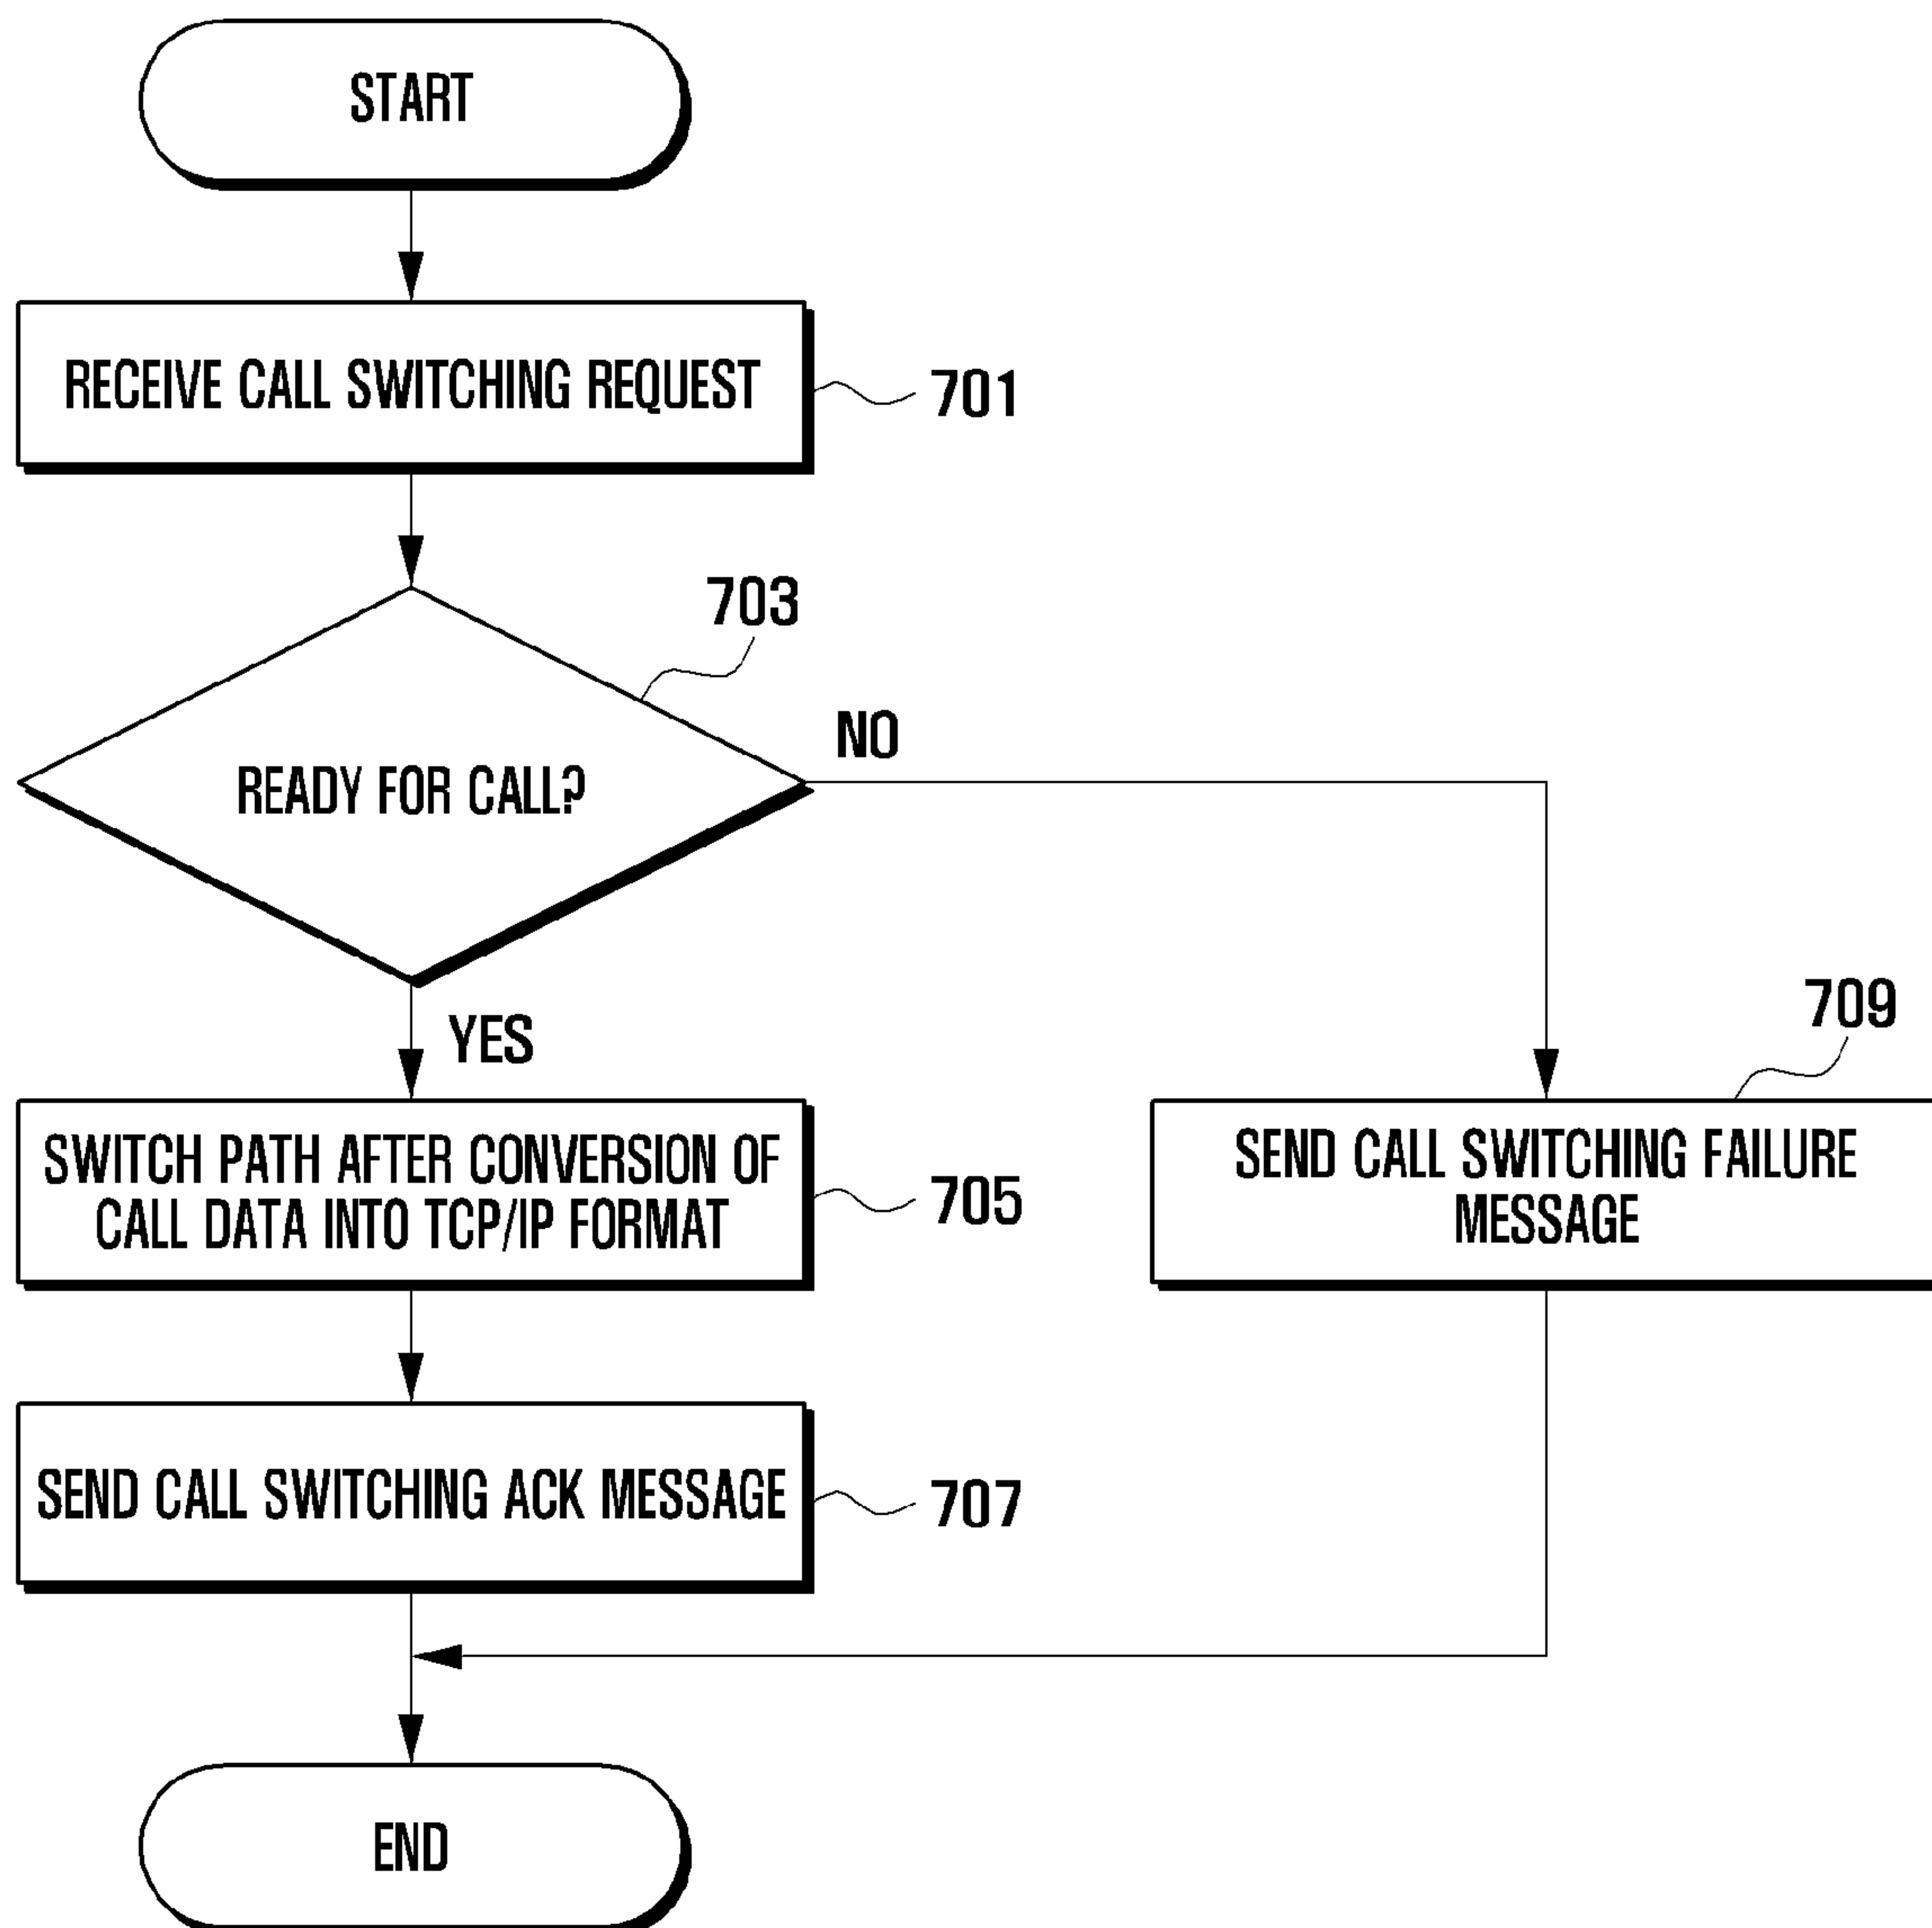 START
RECEIVE CALL SWITCHING REQUEST
701
703
READY FOR CALL?
NO
YES
SWITCH PATH AFTER CONVERSION OF
CALL DATA INTO TCP/IP FORMAT
705
709
SEND CALL SWITCHING FAILURE
MESSAGE
SEND CALL SWITCHING ACK MESSAGE
707
END